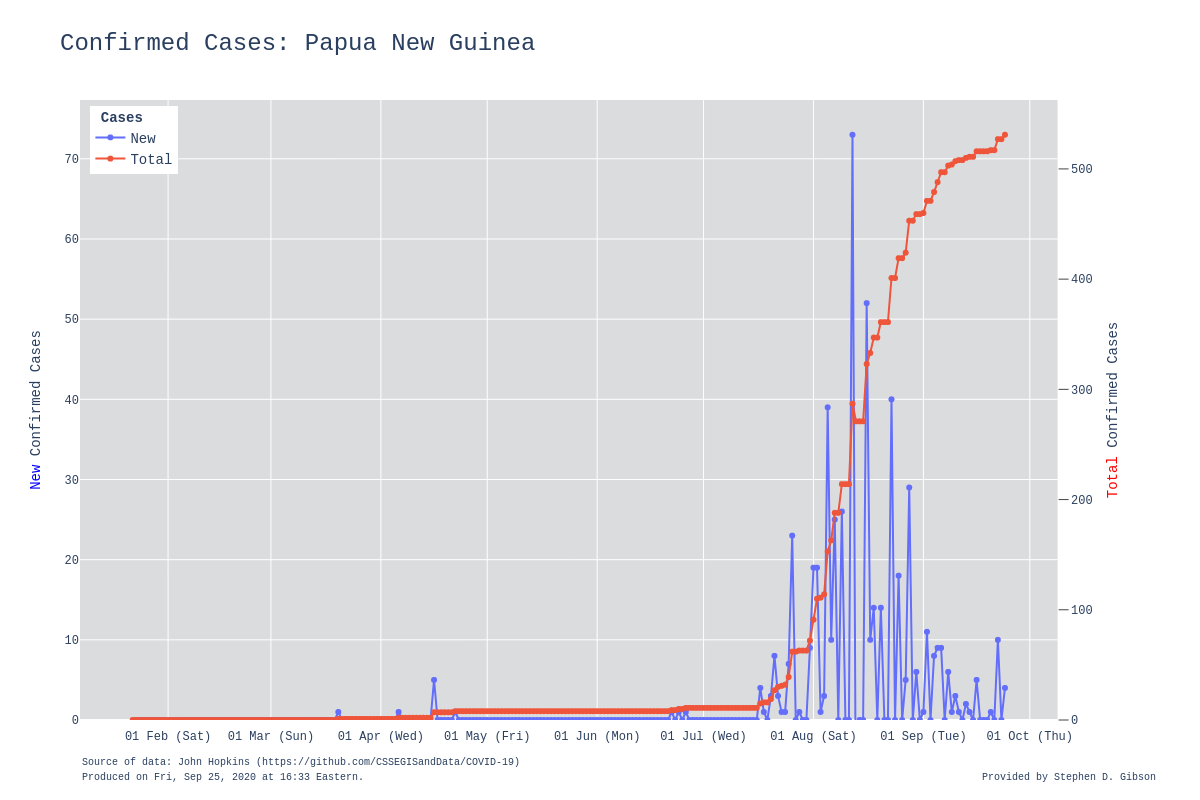 Confirmed Cases: Papua New Guinea
Cases
New
Total
70
60
50
40
30
20
10
0
New Confirmed Cases
500
400
300
200
100
0
Total Confirmed Cases
01 Feb (Sat) 01 Mar (Sun) 01 Apr (Wed) 01 May (Fri) 01 Jun (Mon) 01 Jul (Wed) 01 Aug (Sat) 01 Sep (Tue) 01 Oct (Thu)
Source of data: John Hopkins (https://github.com/CSSEGISandData/COVID-19)
Produced on Fri, Sep 25, 2020 at 16:33 Eastern.
Provided by Stephen D. Gibson